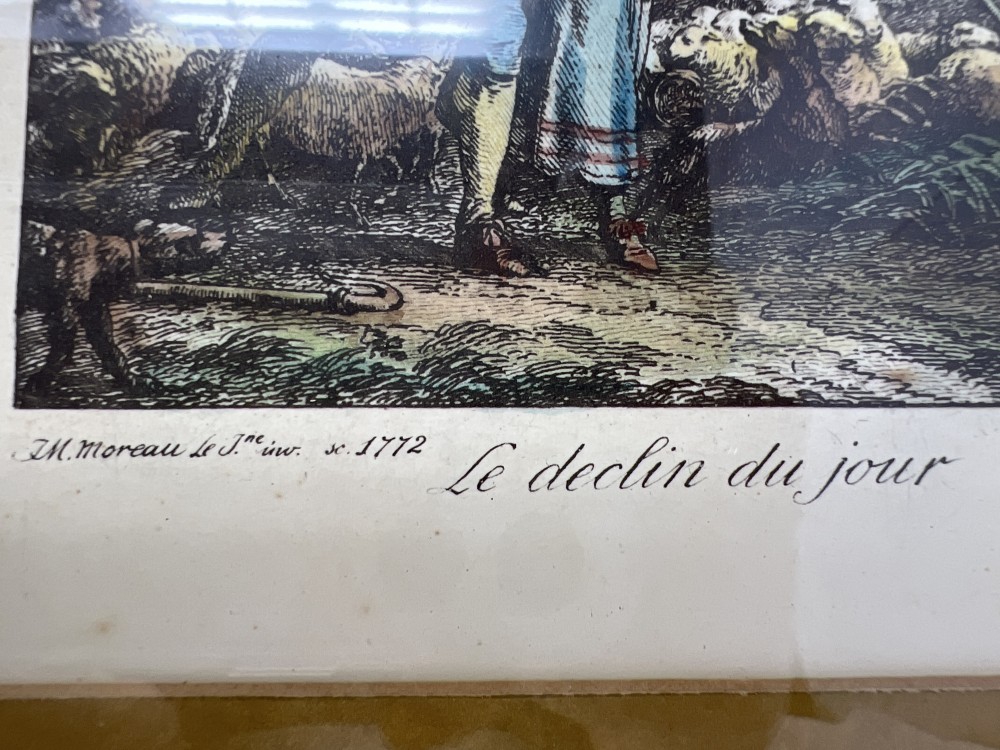 J.M. Moreau Le J.ne inv. sc. 1772
Le declin du jour